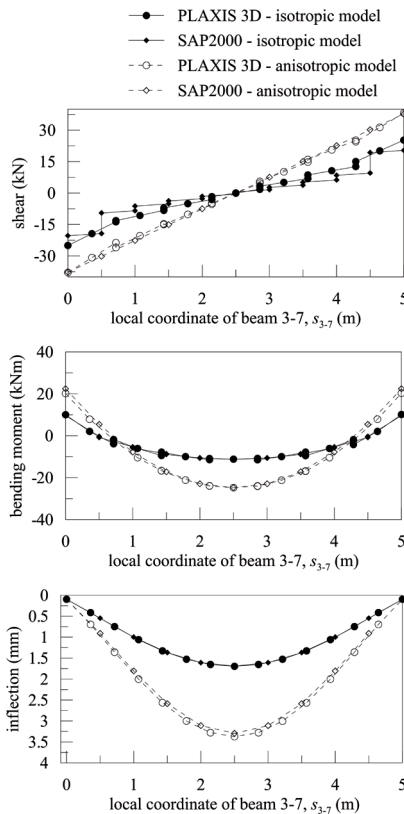 PLAXIS 3D - isotropic model
SAP2000 - isotropic model
PLAXIS 3D - anisotropic model
SAP2000 - anisotropic model
30
15
0
-15
-30
shear (kN)
0 1 2 3 4 5
local coordinate of beam 3-7, s3-7 (m)
40
20
0
-20
-40
bending moment (kNm)
0 1 2 3 4 5
local coordinate of beam 3-7, s3-7 (m)
0
0.5
1
1.5
2
2.5
3
3.5
4
inflection (mm)
0 1 2 3 4 5
local coordinate of beam 3-7, s3-7 (m)